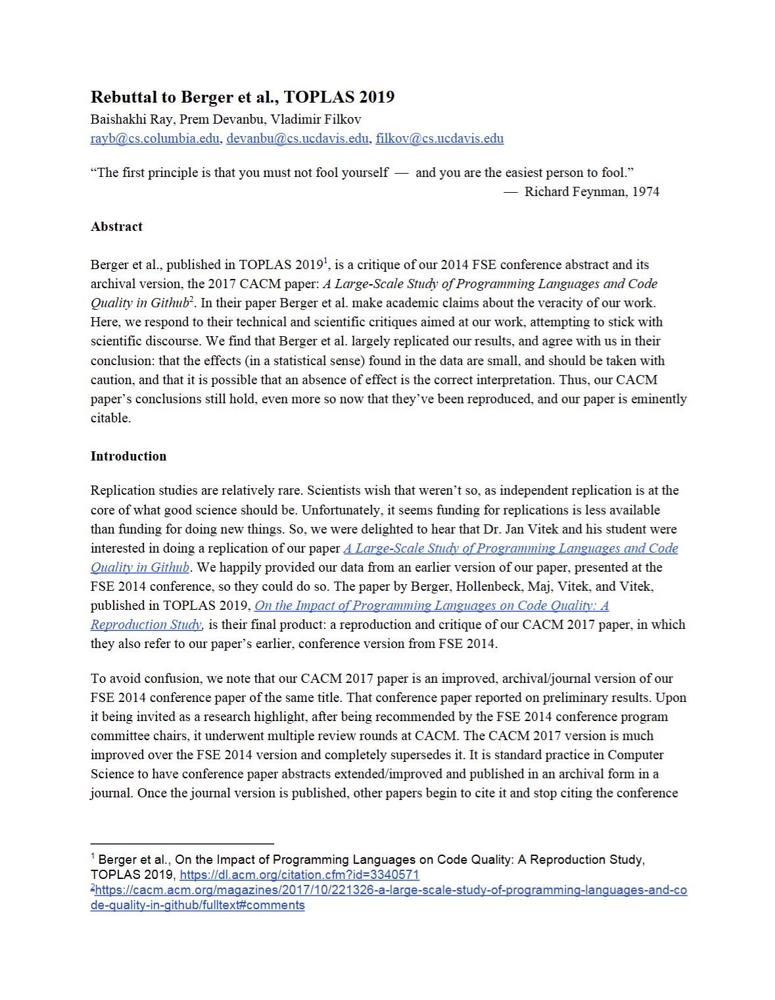 Rebuttal to Berger et al., TOPLAS 2019
Baishakhi Ray, Prem Devanbu, Vladimir Filkov
rayb@cs.columbia.edu, devanbu@cs.ucdavis.edu, filkov@cs.ucdavis.edu
“The first principle is that you must not fool yourself — and you are the easiest person to fool.”
— Richard Feynman, 1974
Abstract
Berger et al., published in TOPLAS 2019¹, is a critique of our 2014 FSE conference abstract and its
archival version, the 2017 CACM paper: A Large-Scale Study of Programming Languages and Code
Quality in Github². In their paper Berger et al. make academic claims about the veracity of our work.
Here, we respond to their technical and scientific critiques aimed at our work, attempting to stick with
scientific discourse. We find that Berger et al. largely replicated our results, and agree with us in their
conclusion: that the effects (in a statistical sense) found in the data are small, and should be taken with
caution, and that it is possible that an absence of effect is the correct interpretation. Thus, our CACM
paper’s conclusions still hold, even more so now that they’ve been reproduced, and our paper is eminently
citable.
Introduction
Replication studies are relatively rare. Scientists wish that weren’t so, as independent replication is at the
core of what good science should be. Unfortunately, it seems funding for replications is less available
than funding for doing new things. So, we were delighted to hear that Dr. Jan Vitek and his student were
interested in doing a replication of our paper A Large-Scale Study of Programming Languages and Code
Quality in Github. We happily provided our data from an earlier version of our paper, presented at the
FSE 2014 conference, so they could do so. The paper by Berger, Hollenbeck, Maj, Vitek, and Vitek,
published in TOPLAS 2019, On the Impact of Programming Languages on Code Quality: A
Reproduction Study, is their final product: a reproduction and critique of our CACM 2017 paper, in which
they also refer to our paper’s earlier, conference version from FSE 2014.
To avoid confusion, we note that our CACM 2017 paper is an improved, archival/journal version of our
FSE 2014 conference paper of the same title. That conference paper reported on preliminary results. Upon
it being invited as a research highlight, after being recommended by the FSE 2014 conference program
committee chairs, it underwent multiple review rounds at CACM. The CACM 2017 version is much
improved over the FSE 2014 version and completely supersedes it. It is standard practice in Computer
Science to have conference paper abstracts extended/improved and published in an archival form in a
journal. Once the journal version is published, other papers begin to cite it and stop citing the conference
¹ Berger et al., On the Impact of Programming Languages on Code Quality: A Reproduction Study,
TOPLAS 2019, https://dl.acm.org/citation.cfm?id=3340571
²https://cacm.acm.org/magazines/2017/10/221326-a-large-scale-study-of-programming-languages-and-co
de-quality-in-github/fulltext#comments